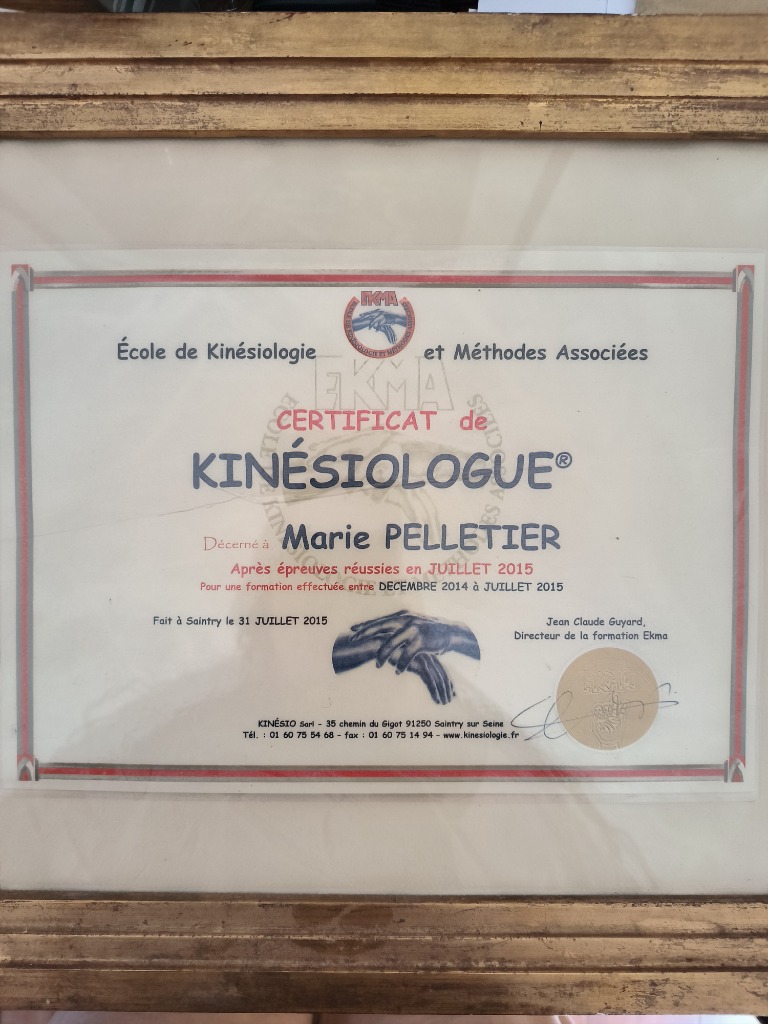 EKMA
École de Kinésiologie et Méthodes Associées
EKMA
CERTIFICAT de
KINÉSIOLOGUE®
Décerné à Marie PELLETIER
Après épreuves réussies en JUILLET 2015
Pour une formation effectuée entre DECEMBRE 2014 à JUILLET 2015
Fait à Saintry le 31 JUILLET 2015
Jean Claude Guyard,
Directeur de la formation Ekma
KINÉSIO Sarl - 35 chemin du Gigot 91250 Saintry sur Seine
Tél. : 01 60 75 54 68 - fax : 01 60 75 14 94 - www.kinesiologie.fr